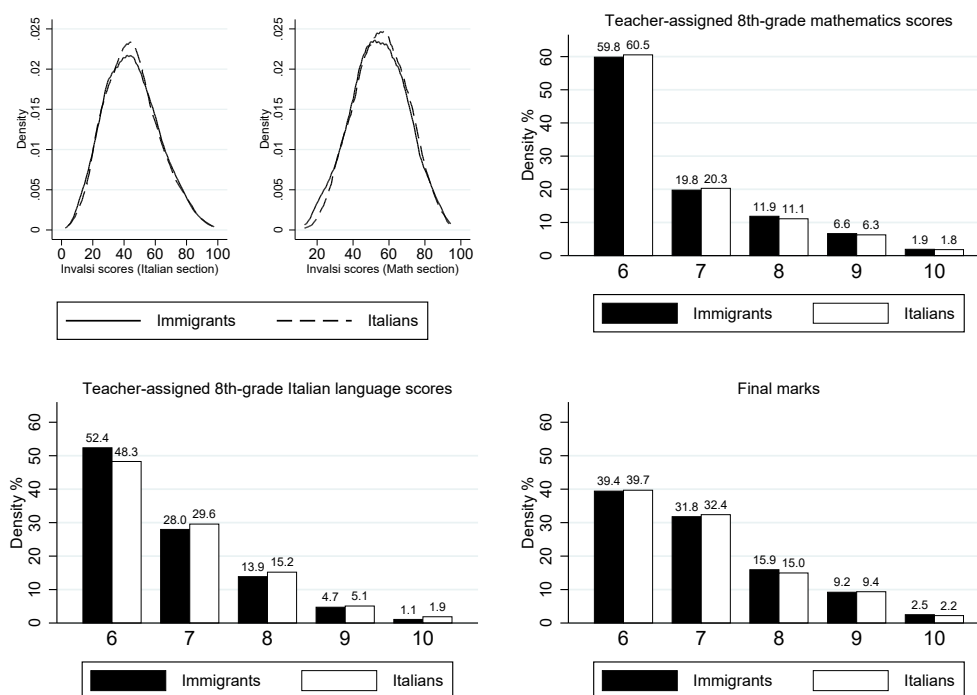 Density
0 .005 .01 .015 .02 .025
0 20 40 60 80 100
Invalsi scores (Italian section)
Density
0 .005 .01 .015 .02 .025
20 40 60 80 100
Invalsi scores (Math section)
Immigrants Italians
Teacher-assigned 8th-grade mathematics scores
Density %
0 10 20 30 40 50 60
59.8 60.5
19.8 20.3
11.9 11.1
6.6 6.3
1.9 1.8
6 7 8 9 10
Immigrants Italians
Teacher-assigned 8th-grade Italian language scores
Density %
0 10 20 30 40 50 60
52.4 48.3
28.0 29.6
13.9 15.2
4.7 5.1
1.1 1.9
6 7 8 9 10
Immigrants Italians
Final marks
Density %
0 10 20 30 40 50 60
39.4 39.7
31.8 32.4
15.9 15.0
9.2 9.4
2.5 2.2
6 7 8 9 10
Immigrants Italians